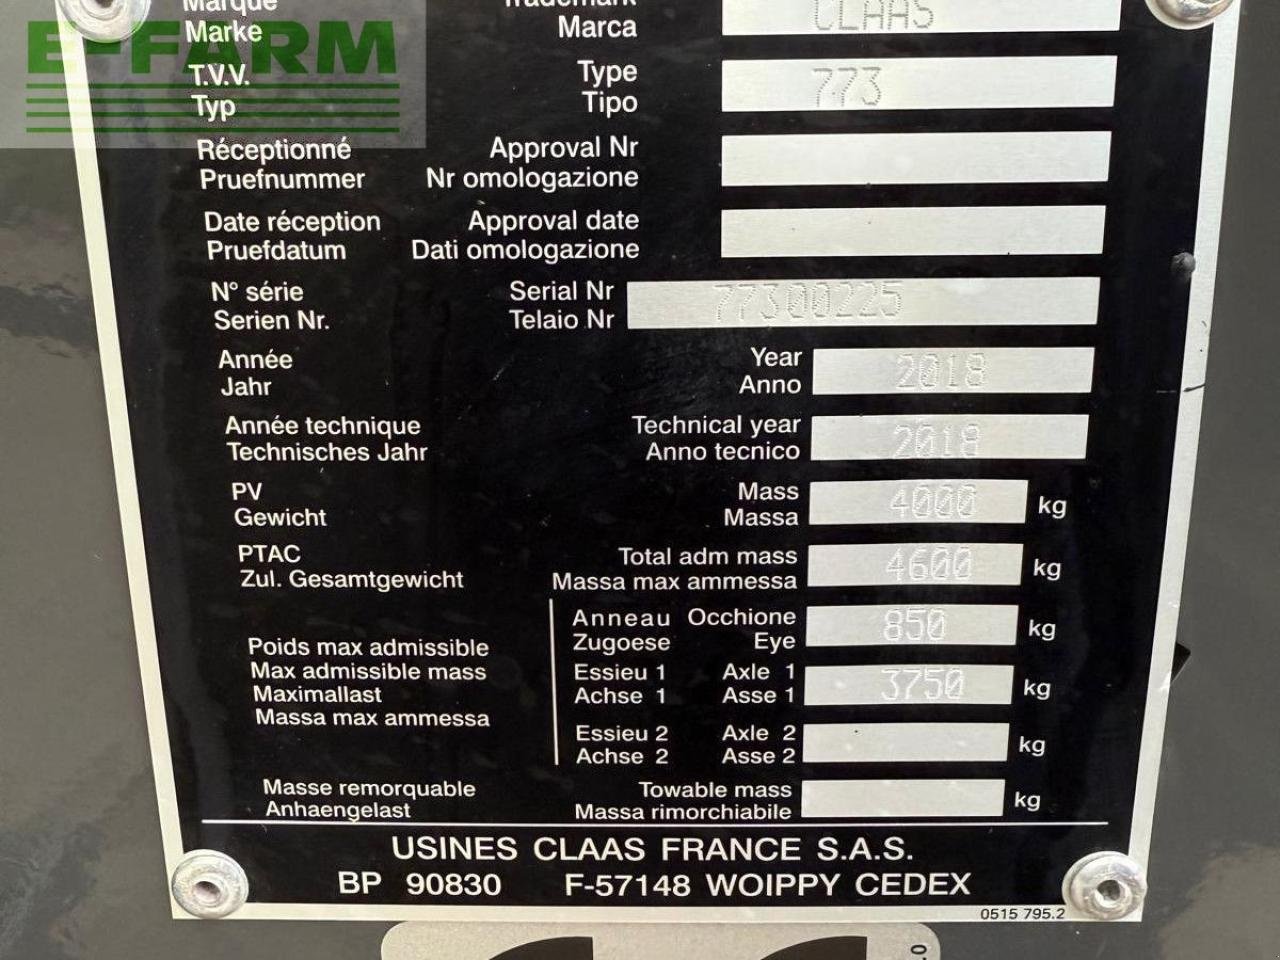 Marque Trademark CLAAS
Marke Marca
E-FARM
T.V.V. Type 773
Typ Tipo
Réceptionné Approval Nr
Pruefnummer Nr omologazione
Date réception Approval date
Pruefdatum Dati omologazione
N° série Serial Nr 77300225
Serien Nr. Telaio Nr
Année Year 2018
Jahr Anno
Année technique Technical year 2018
Technisches Jahr Anno tecnico
PV Mass 4000 kg
Gewicht Massa
PTAC Total adm mass 4600 kg
Zul. Gesamtgewicht Massa max ammessa
Anneau Occhione 850 kg
Zugoese Eye
Poids max admissible
Max admissible mass
Maximallast
Massa max ammessa
Essieu 1 Axle 1 3750 kg
Achse 1 Asse 1
Essieu 2 Axle 2 kg
Achse 2 Asse 2
Masse remorquable Towable mass kg
Anhaengelast Massa rimorchiabile
USINES CLAAS FRANCE S.A.S.
BP 90830 F-57148 WOIPPY CEDEX
0515 795.2